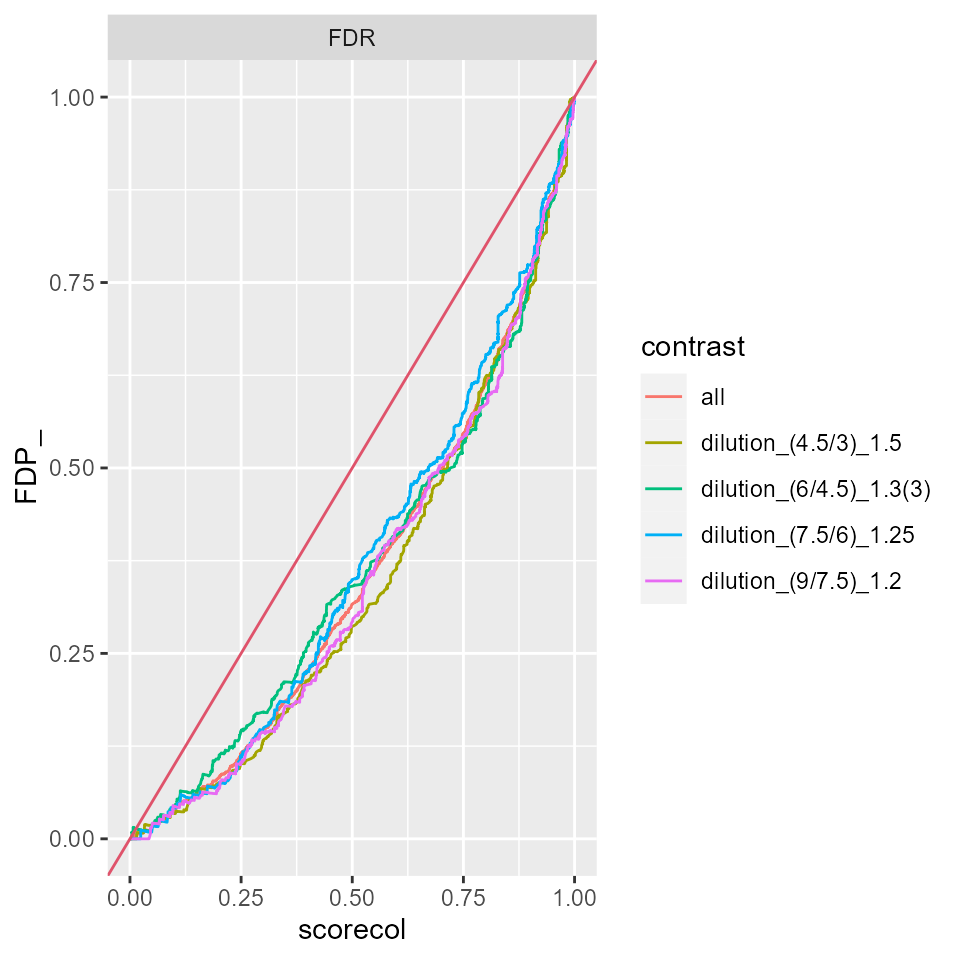 FDR
1.00
0.75
0.50
0.25
0.00
FDP_
0.00 0.25 0.50 0.75 1.00
scorecol
contrast
all
dilution_(4.5/3)_1.5
dilution_(6/4.5)_1.3(3)
dilution_(7.5/6)_1.25
dilution_(9/7.5)_1.2